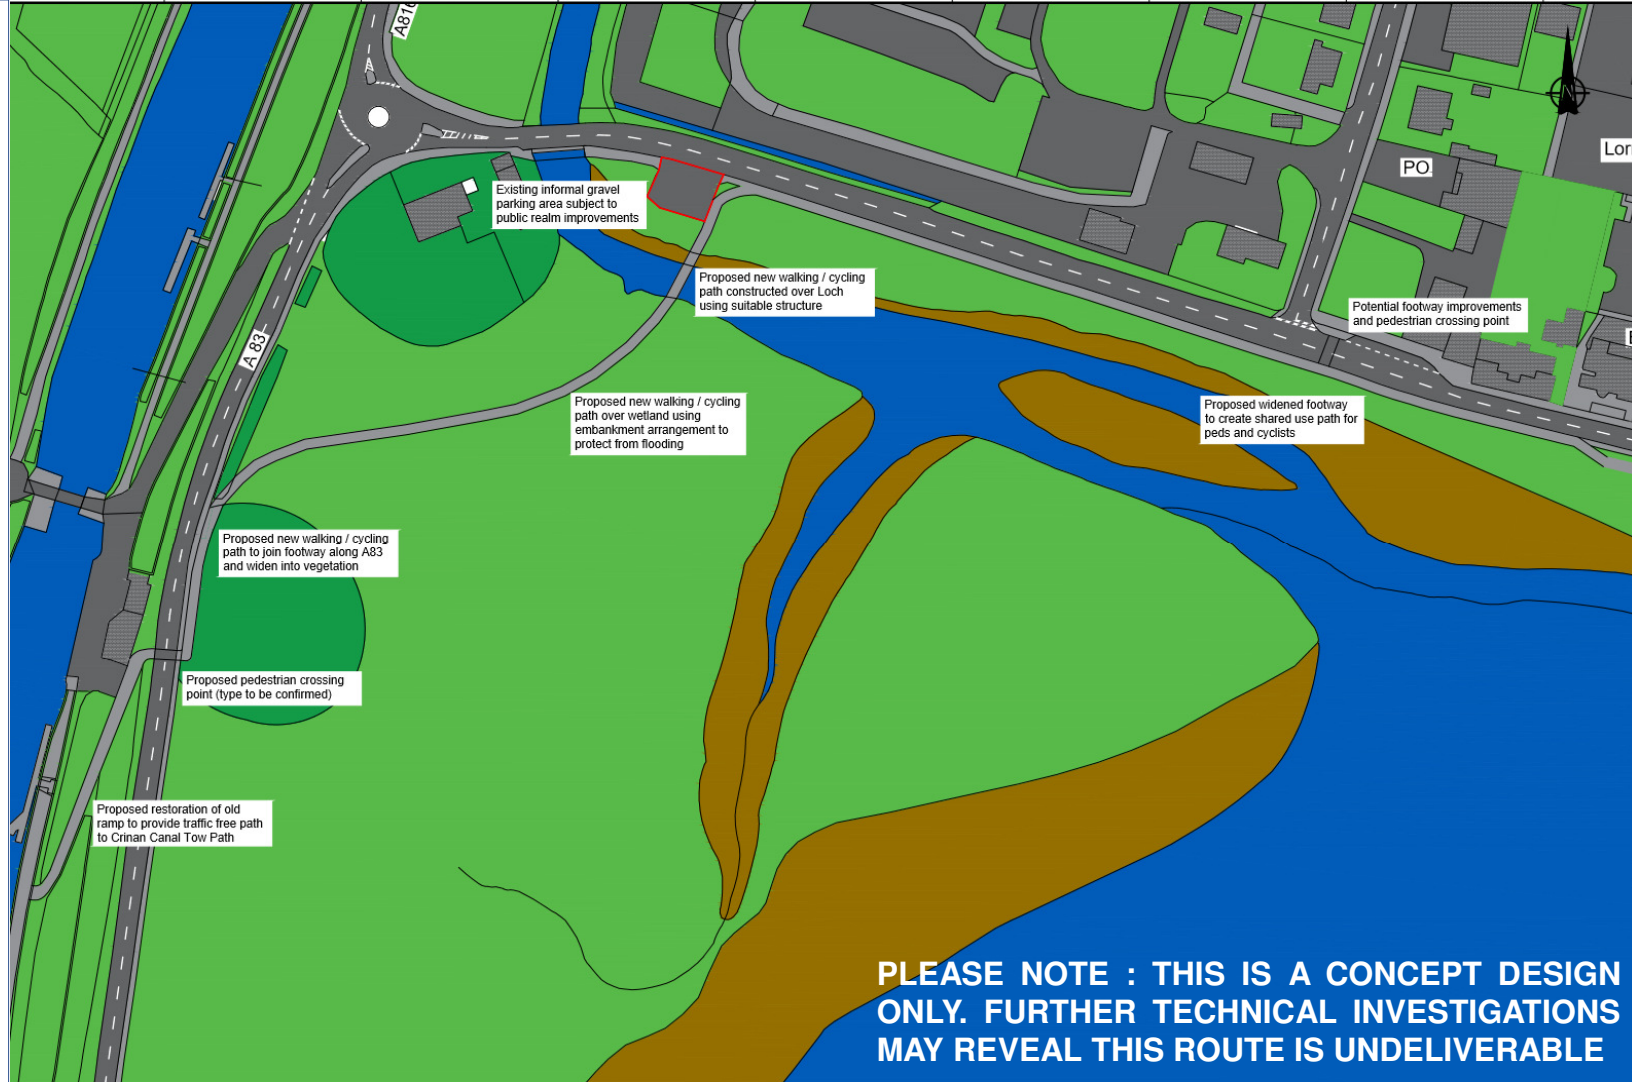 A816
N
PO
Existing informal gravel
parking area subject to
public realm improvements
Proposed new walking / cycling
path constructed over Loch
using suitable structure
Potential footway improvements
and pedestrian crossing point
A 83
Proposed new walking / cycling
path over wetland using
embankment arrangement to
protect from flooding
Proposed widened footway
to create shared use path for
peds and cyclists
Proposed new walking / cycling
path to join footway along A83
and widen into vegetation
Proposed pedestrian crossing
point (type to be confirmed)
Proposed restoration of old
ramp to provide traffic free path
to Crinan Canal Tow Path
PLEASE NOTE : THIS IS A CONCEPT DESIGN
ONLY. FURTHER TECHNICAL INVESTIGATIONS
MAY REVEAL THIS ROUTE IS UNDELIVERABLE